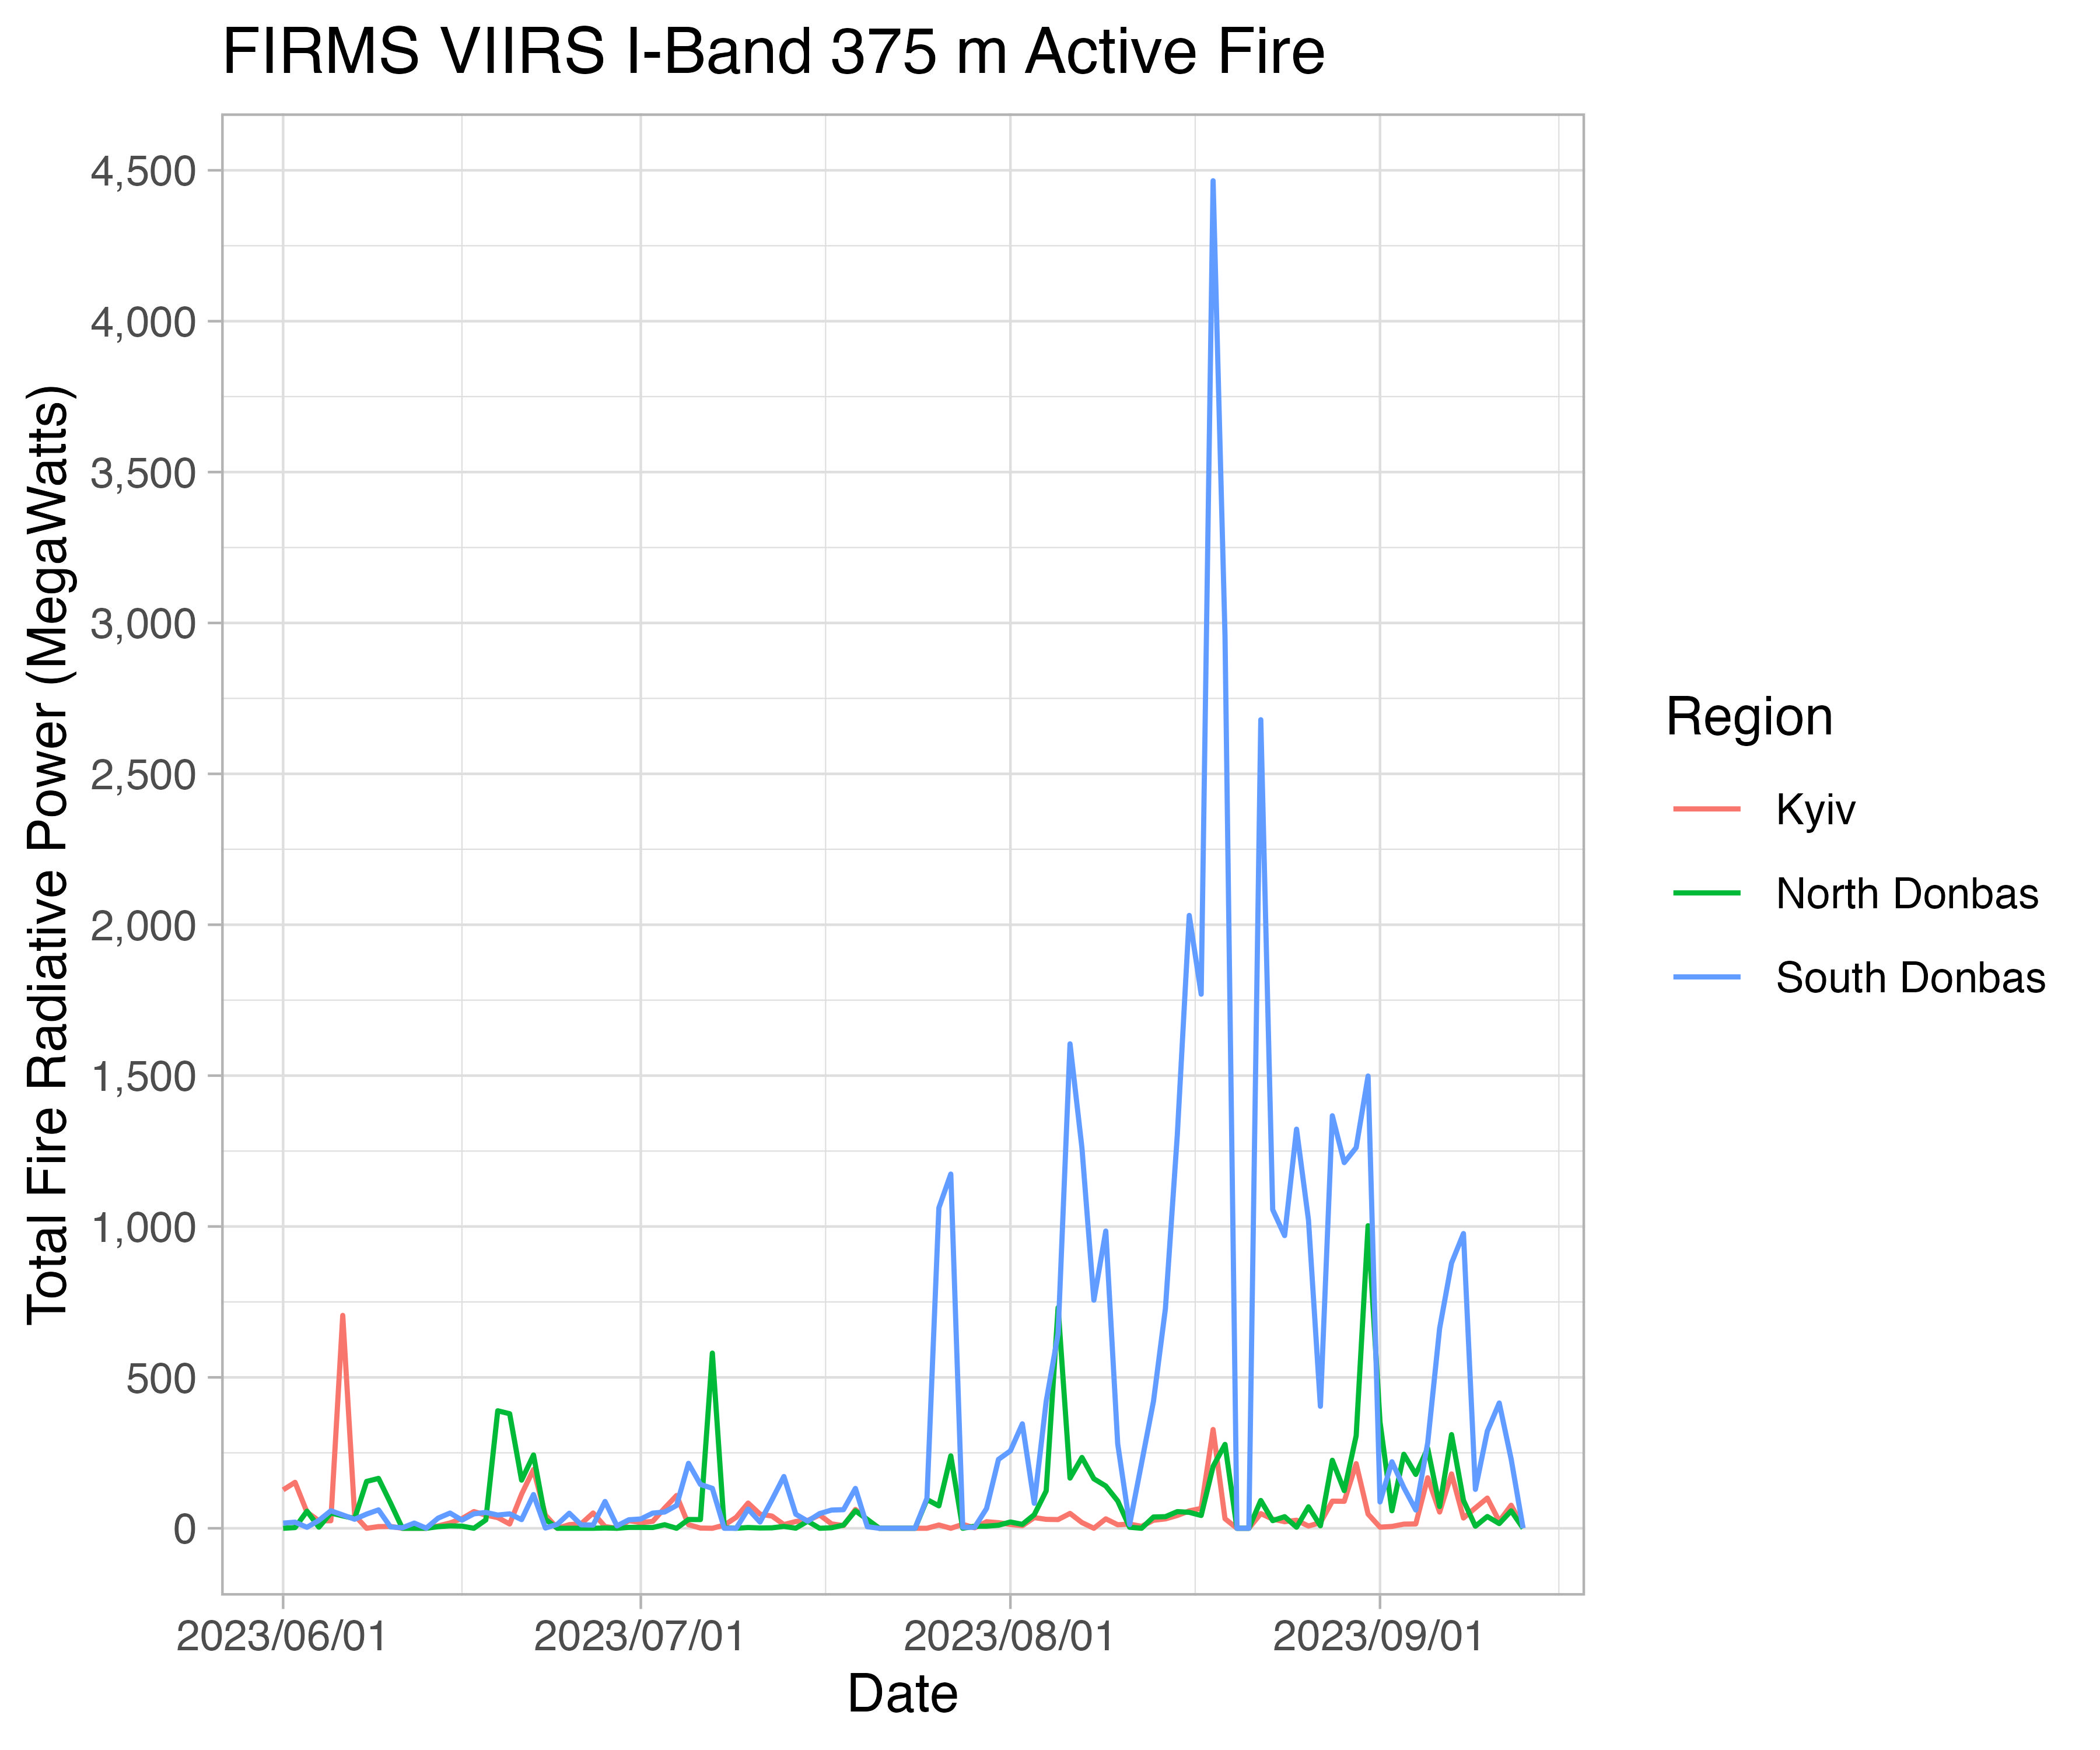 FIRMS VIIRS I-Band 375 m Active Fire
Total Fire Radiative Power (MegaWatts)
4,500
4,000
3,500
3,000
2,500
2,000
1,500
1,000
500
0
2023/06/01
2023/07/01
2023/08/01
2023/09/01
Date
Region
Kyiv
North Donbas
South Donbas